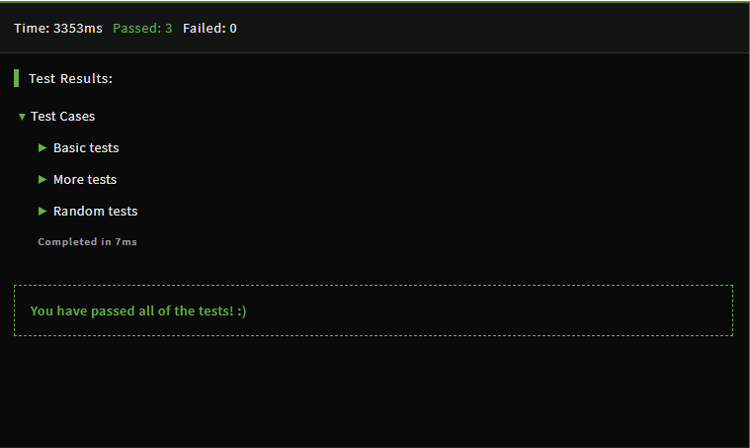 Time: 3353ms Passed: 3 Failed: 0
Test Results:
Test Cases
Basic tests
More tests
Random tests
Completed in 7ms
You have passed all of the tests! :)